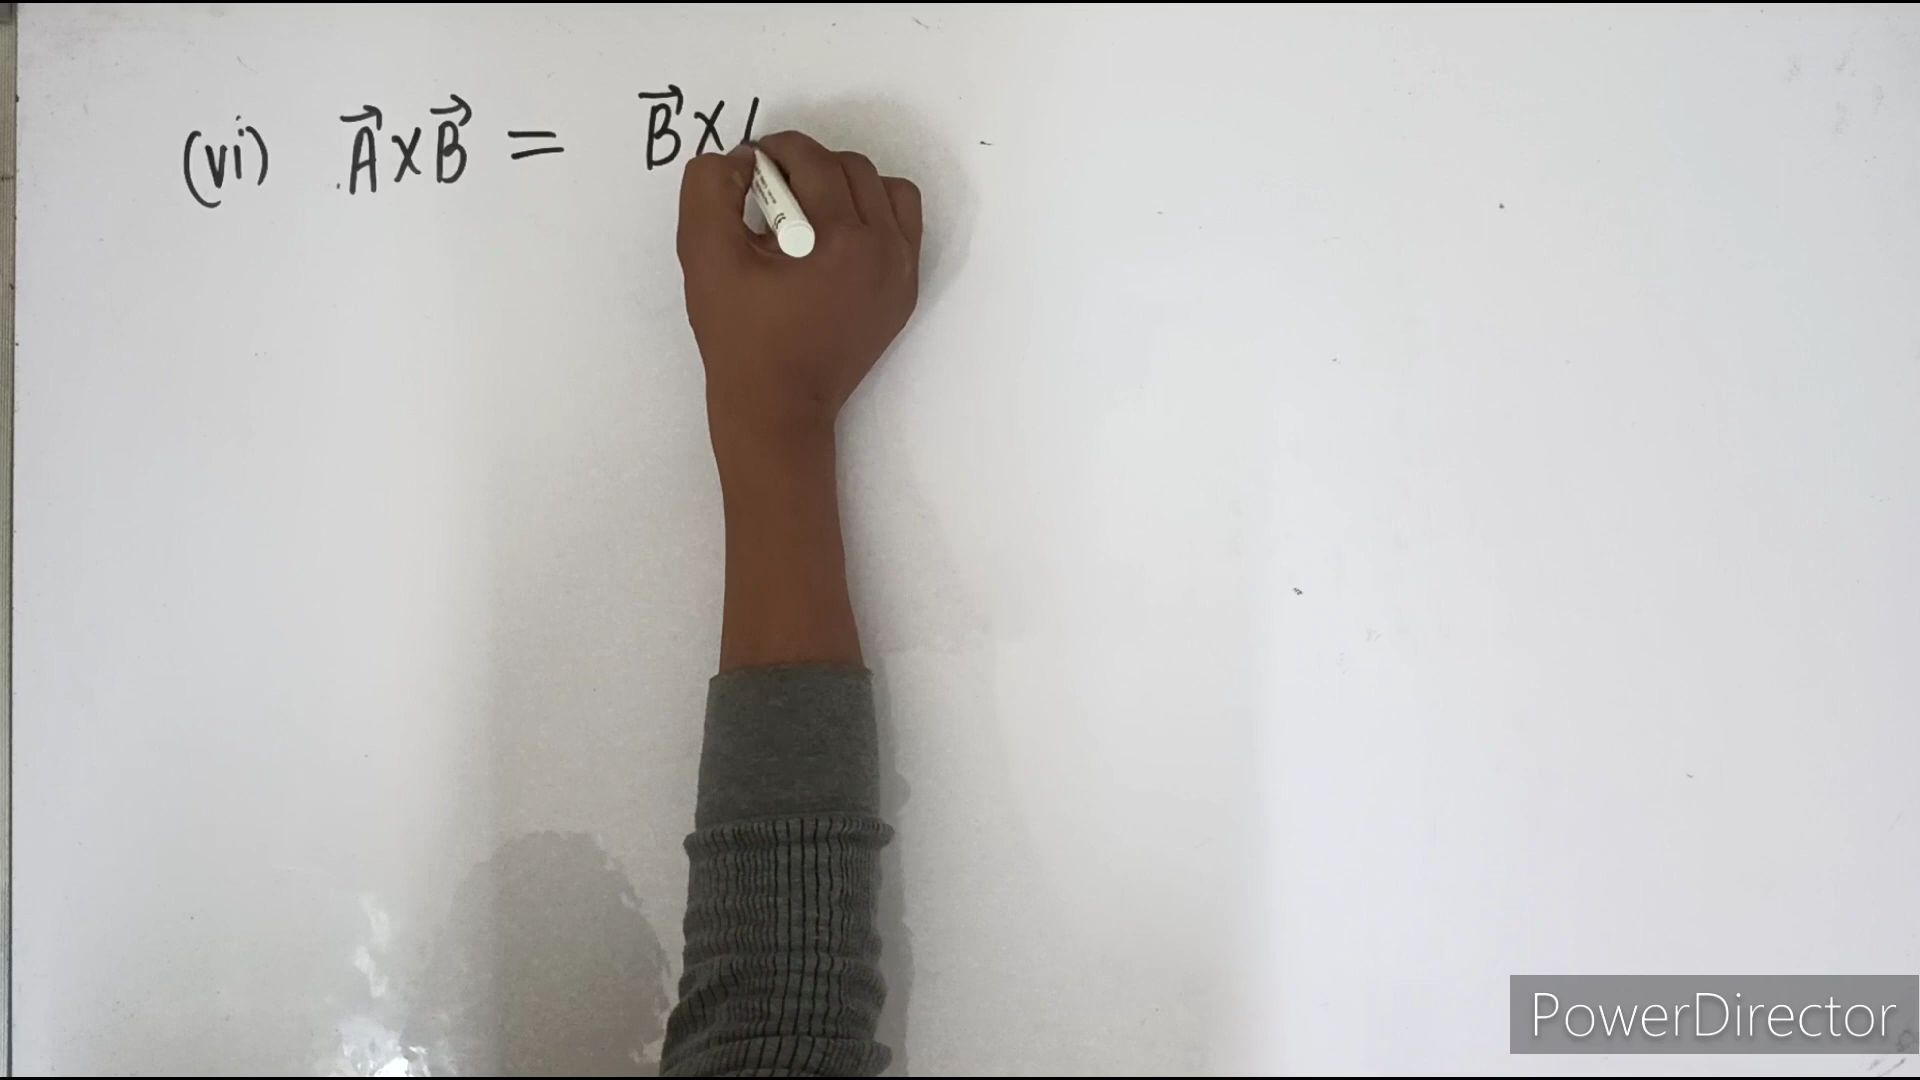 (vi) A⃗ × B⃗ = B⃗ ×
PowerDirector